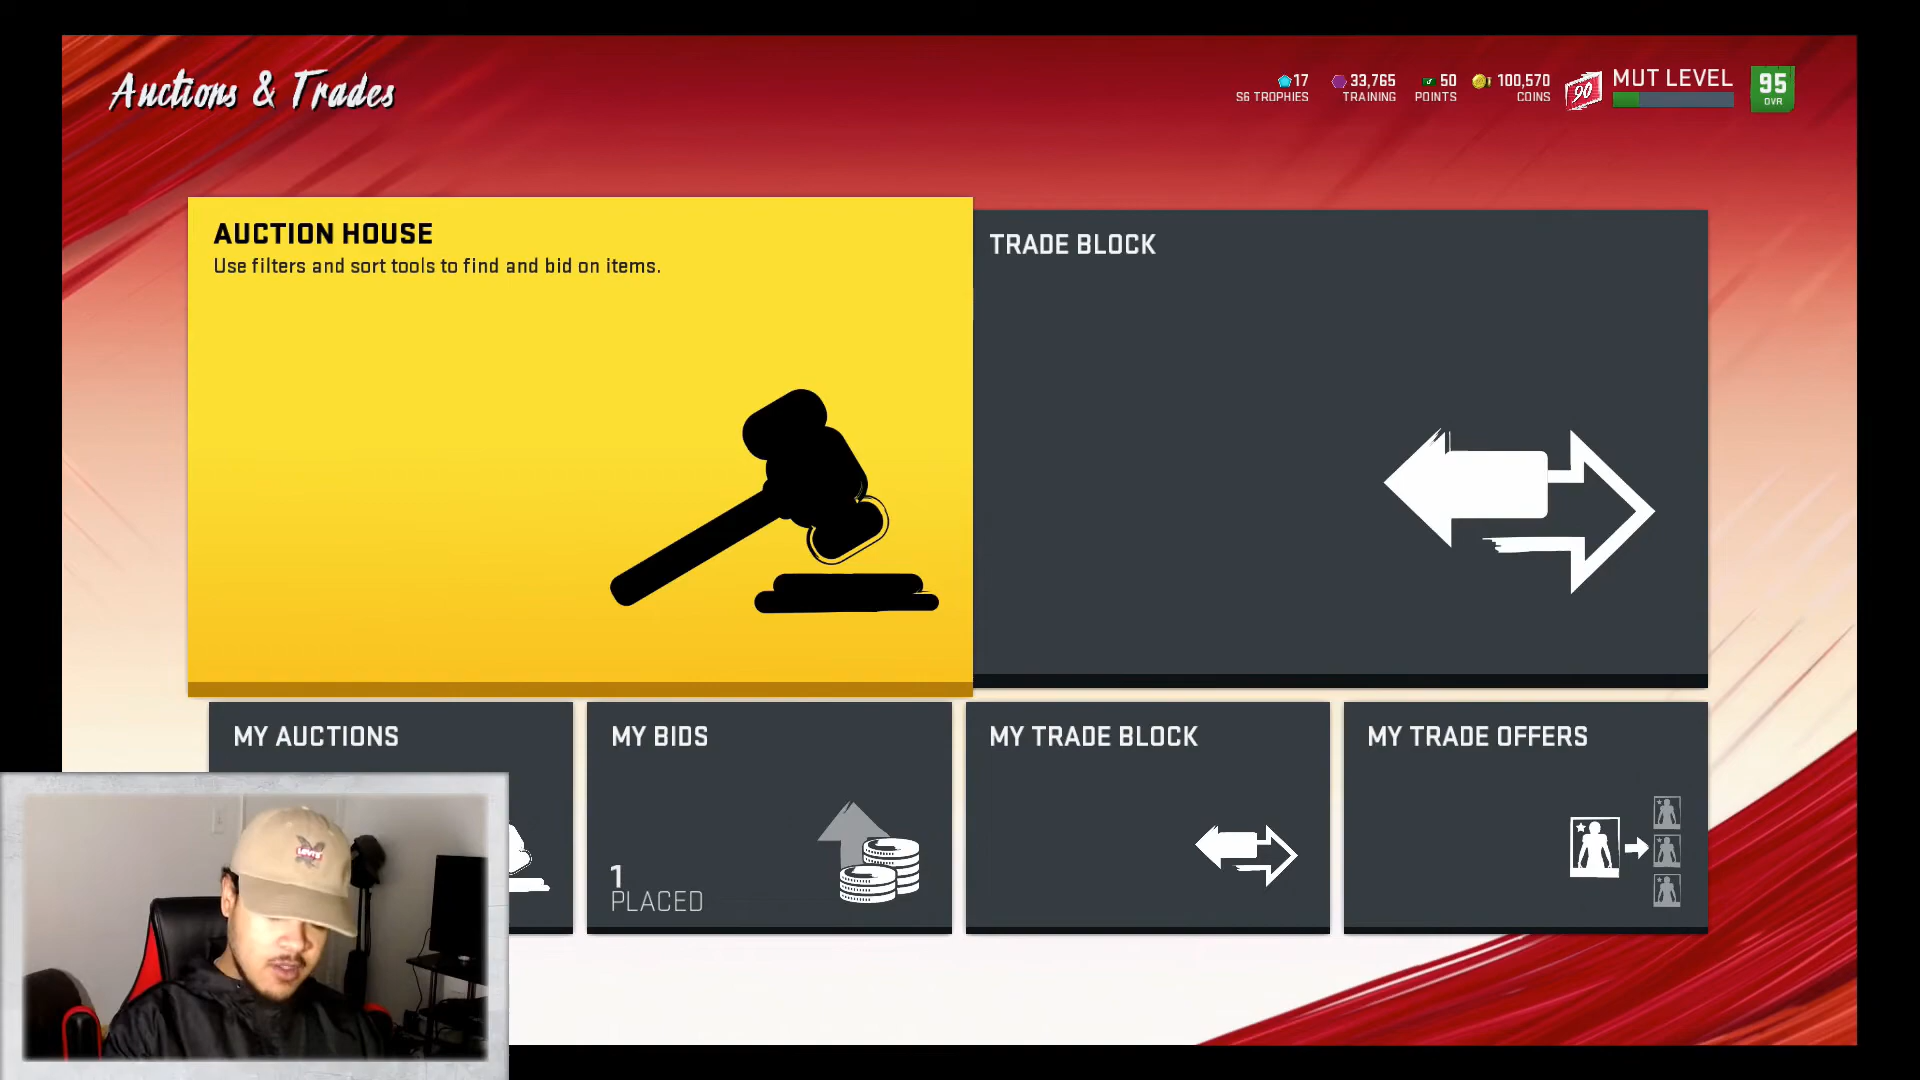 Auctions & Trades
17
S6 TROPHIES
33,765
TRAINING
50
POINTS
100,570
COINS
90
MUT LEVEL
95
OVR
AUCTION HOUSE
Use filters and sort tools to find and bid on items.
TRADE BLOCK
MY AUCTIONS
MY BIDS
1
PLACED
MY TRADE BLOCK
MY TRADE OFFERS
LEVI'S